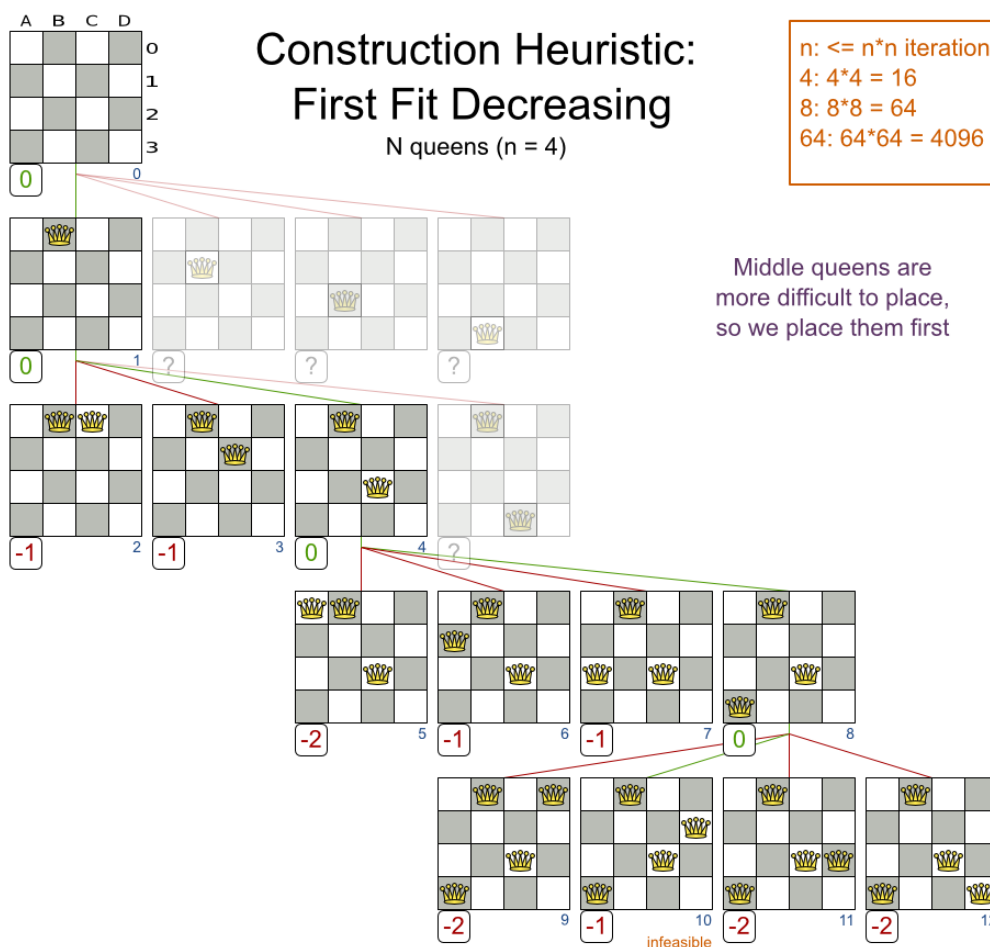 A B C D
0
1
2
3
Construction Heuristic:
First Fit Decreasing
N queens (n = 4)
n: <= n*n iteration
4: 4*4 = 16
8: 8*8 = 64
64: 64*64 = 4096
0
0
Middle queens are
more difficult to place,
so we place them first
0
1
?
?
?
-1
2
-1
3
0
4
?
-2
5
-1
6
-1
7
0
8
-2
9
-1
10
infeasible
-2
11
-2